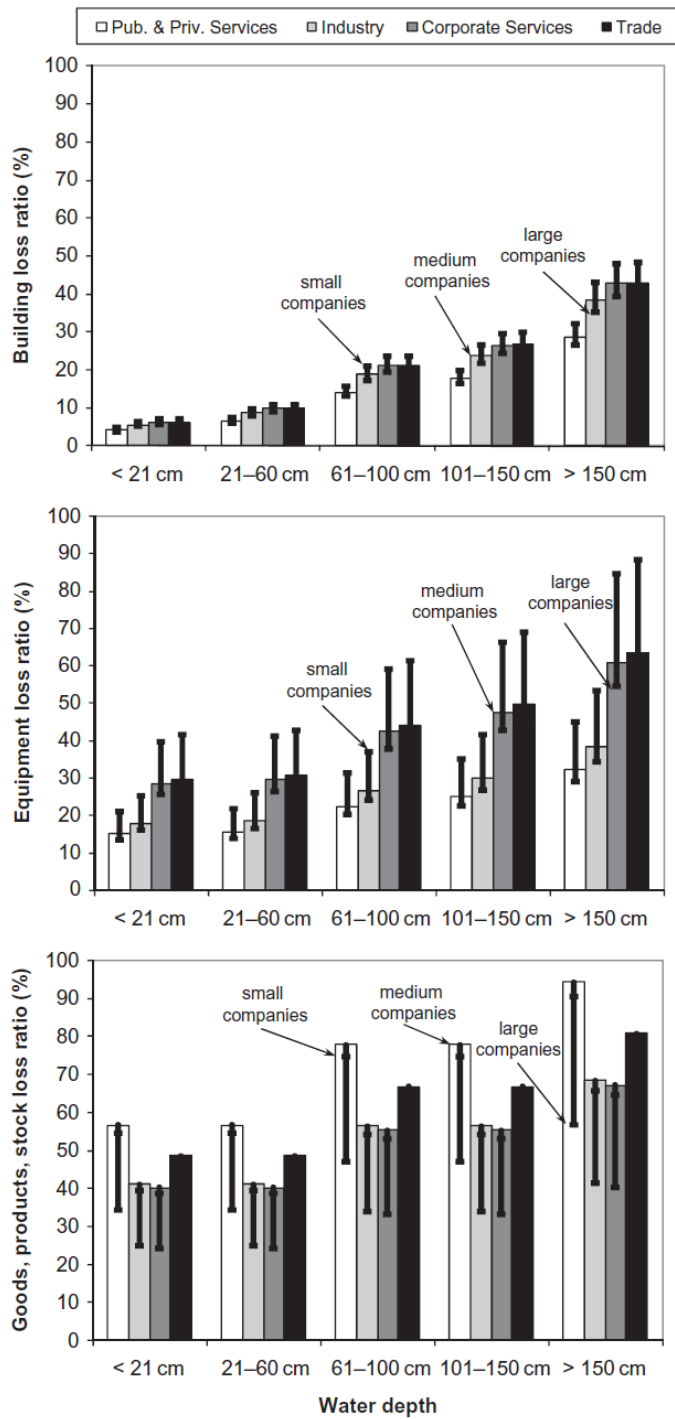 Pub. & Priv. Services Industry Corporate Services Trade
Building loss ratio (%)
100
90
80
70
60
50
40
30
20
10
0
small
companies
medium
companies
large
companies
< 21 cm 21–60 cm 61–100 cm 101–150 cm > 150 cm
Equipment loss ratio (%)
100
90
80
70
60
50
40
30
20
10
0
small
companies
medium
companies
large
companies
< 21 cm 21–60 cm 61–100 cm 101–150 cm > 150 cm
Goods, products, stock loss ratio (%)
100
90
80
70
60
50
40
30
20
10
0
small
companies
medium
companies
large
companies
< 21 cm 21–60 cm 61–100 cm 101–150 cm > 150 cm
Water depth